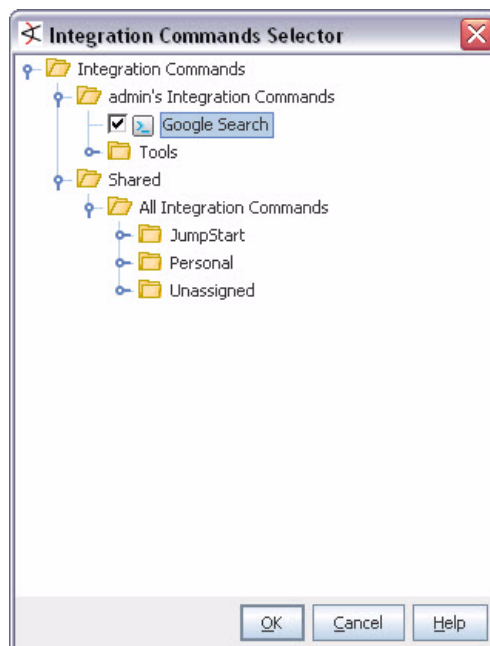 Integration Commands Selector
Integration Commands
admin's Integration Commands
Google Search
Tools
Shared
All Integration Commands
JumpStart
Personal
Unassigned
OK Cancel Help